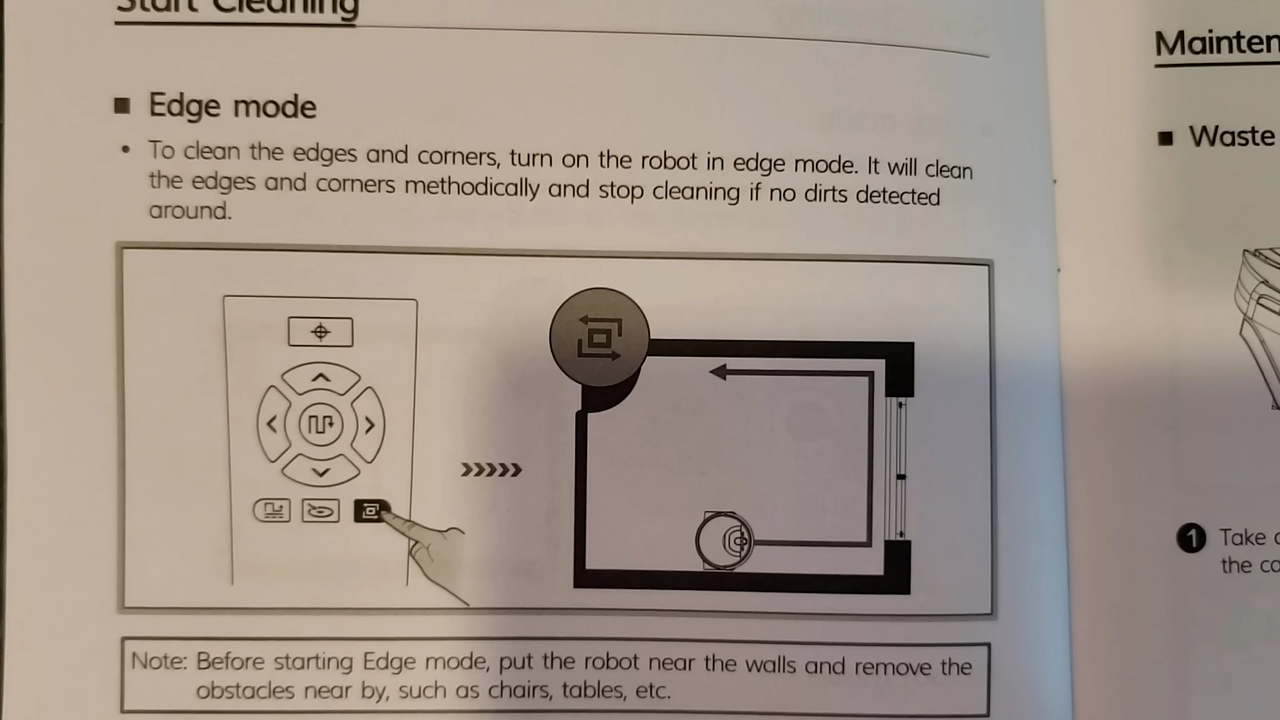 Start Cleaning
Edge mode
• To clean the edges and corners, turn on the robot in edge mode. It will clean
the edges and corners methodically and stop cleaning if no dirts detected
around.
Note: Before starting Edge mode, put the robot near the walls and remove the
obstacles near by, such as chairs, tables, etc.
Mainten
Waste
1 Take
the